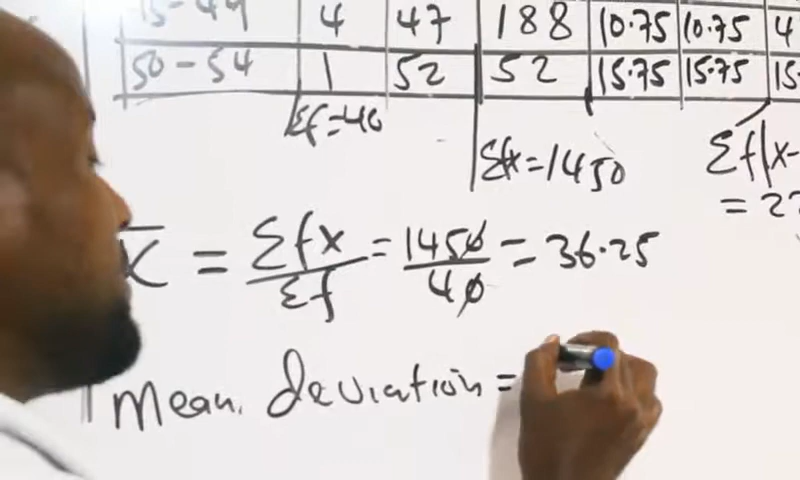 45-49 4 47 188 10.75 10.75 4
50-54 1 52 52 15.75 15.75 15.
Σf=40
Σfx=1450
Σf|x-
= 2
x̄ = Σfx/Σf = 1450/40 = 36.25
Mean. deviation =